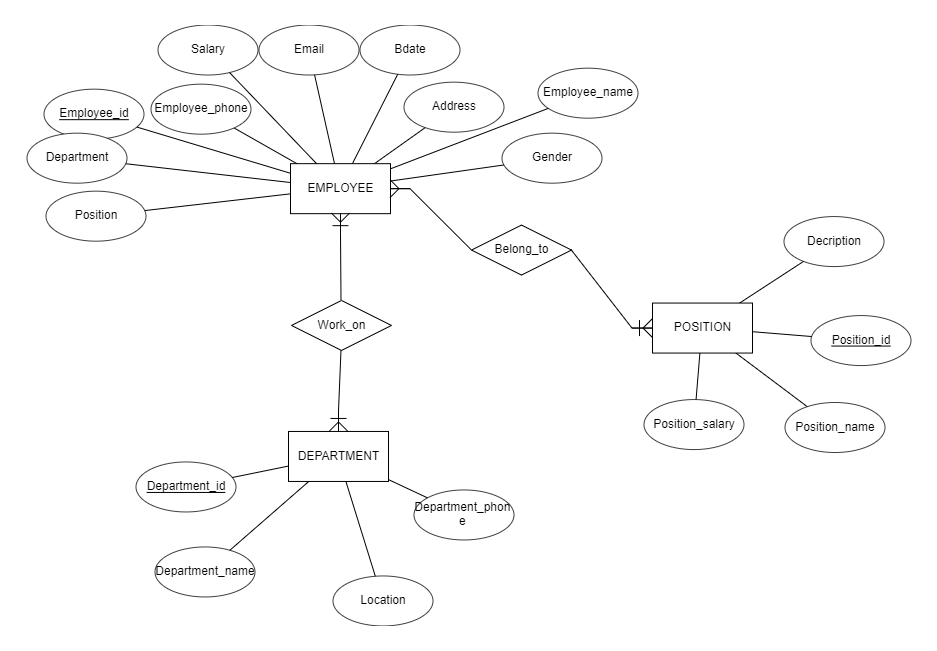 Salary
Email
Bdate
Employee_name
Employee_id
Employee_phone
Address
Department
Gender
Position
EMPLOYEE
Belong_to
Decription
Work_on
POSITION
Position_id
Position_salary
Position_name
DEPARTMENT
Department_id
Department_phon
e
Department_name
Location